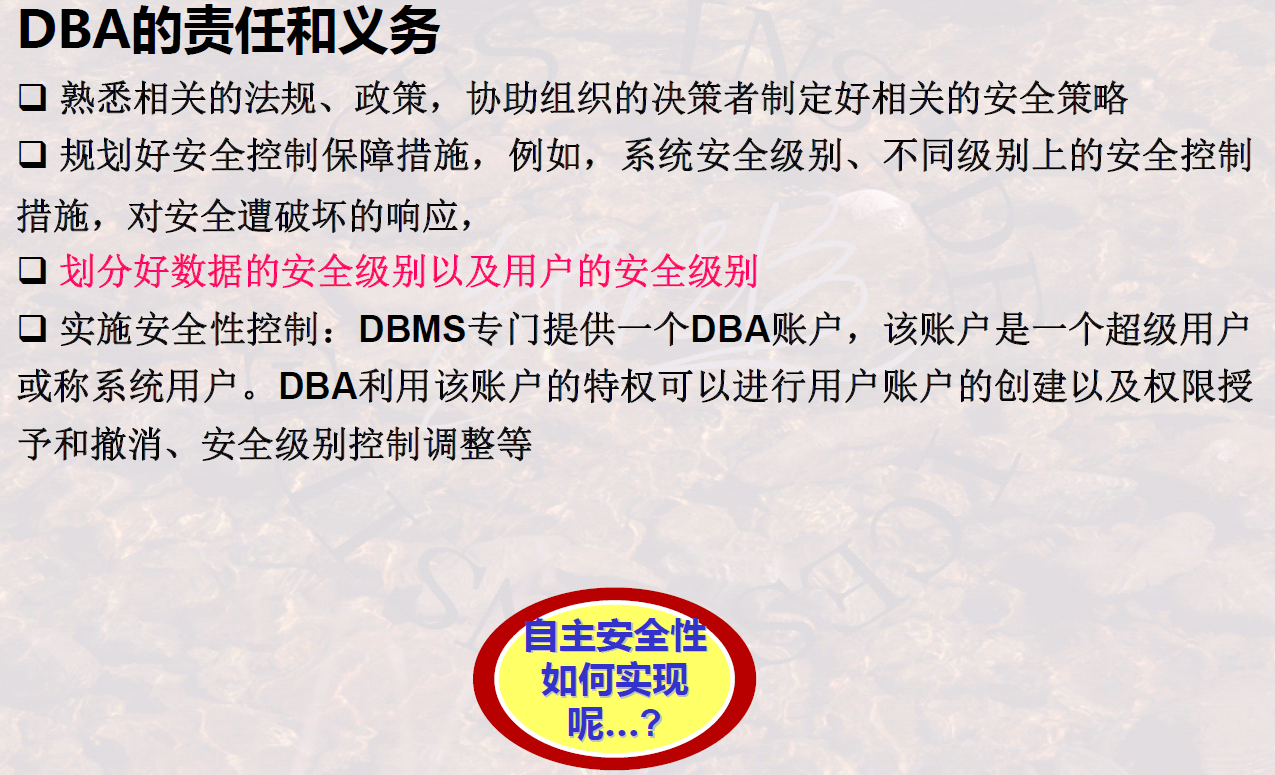 DBA的责任和义务
❑ 熟悉相关的法规、政策，协助组织的决策者制定好相关的安全策略
❑ 规划好安全控制保障措施，例如，系统安全级别、不同级别上的安全控制
措施，对安全遭破坏的响应，
❑ 划分好数据的安全级别以及用户的安全级别
❑ 实施安全性控制：DBMS专门提供一个DBA账户，该账户是一个超级用户
或称系统用户。DBA利用该账户的特权可以进行用户账户的创建以及权限授
予和撤消、安全级别控制调整等
自主安全性
如何实现
呢...?